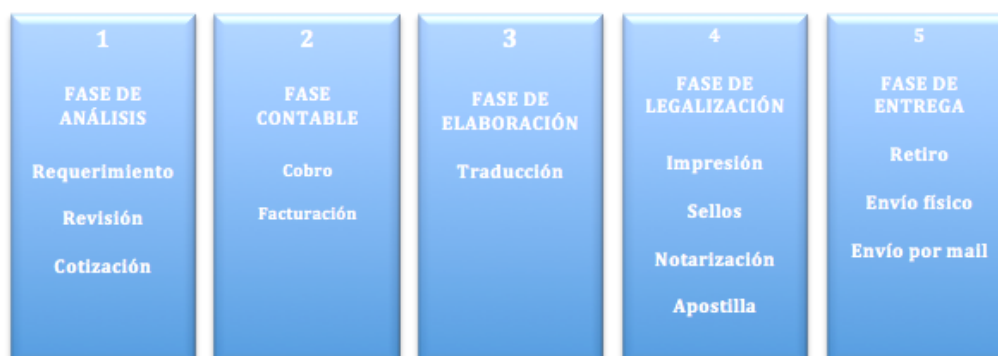 1
FASE DE
ANÁLISIS
Requerimiento
Revisión
Cotización
2
FASE
CONTABLE
Cobro
Facturación
3
FASE DE
ELABORACIÓN
Traducción
4
FASE DE
LEGALIZACIÓN
Impresión
Sellos
Notarización
Apostilla
5
FASE DE
ENTREGA
Retiro
Envío físico
Envío por mail